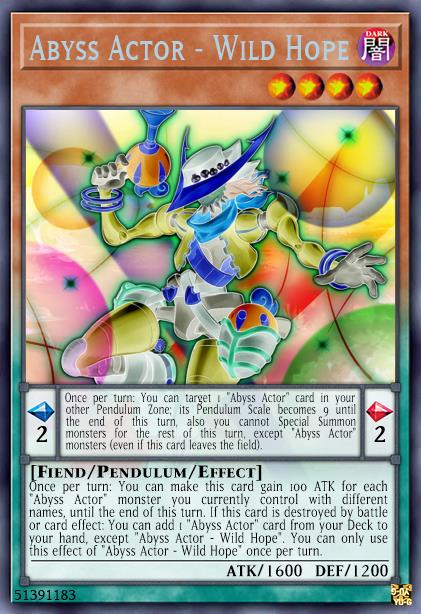 Abyss Actor - Wild Hope
DARK
闇
Once per turn: You can target 1 "Abyss Actor" card in
your other Pendulum Zone; its Pendulum Scale becomes 9 until
the end of this turn, also you cannot Special Summon
monsters for the rest of this turn, except "Abyss Actor"
monsters (even if this card leaves the field).
2
2
[Fiend/Pendulum/Effect]
Once per turn: You can make this card gain 100 ATK for each
"Abyss Actor" monster you currently control with different
names, until the end of this turn. If this card is destroyed by battle
or card effect: You can add 1 "Abyss Actor" card from your Deck to
your hand, except "Abyss Actor - Wild Hope". You can only use
this effect of "Abyss Actor - Wild Hope" once per turn.
ATK/1600 DEF/1200
51391183